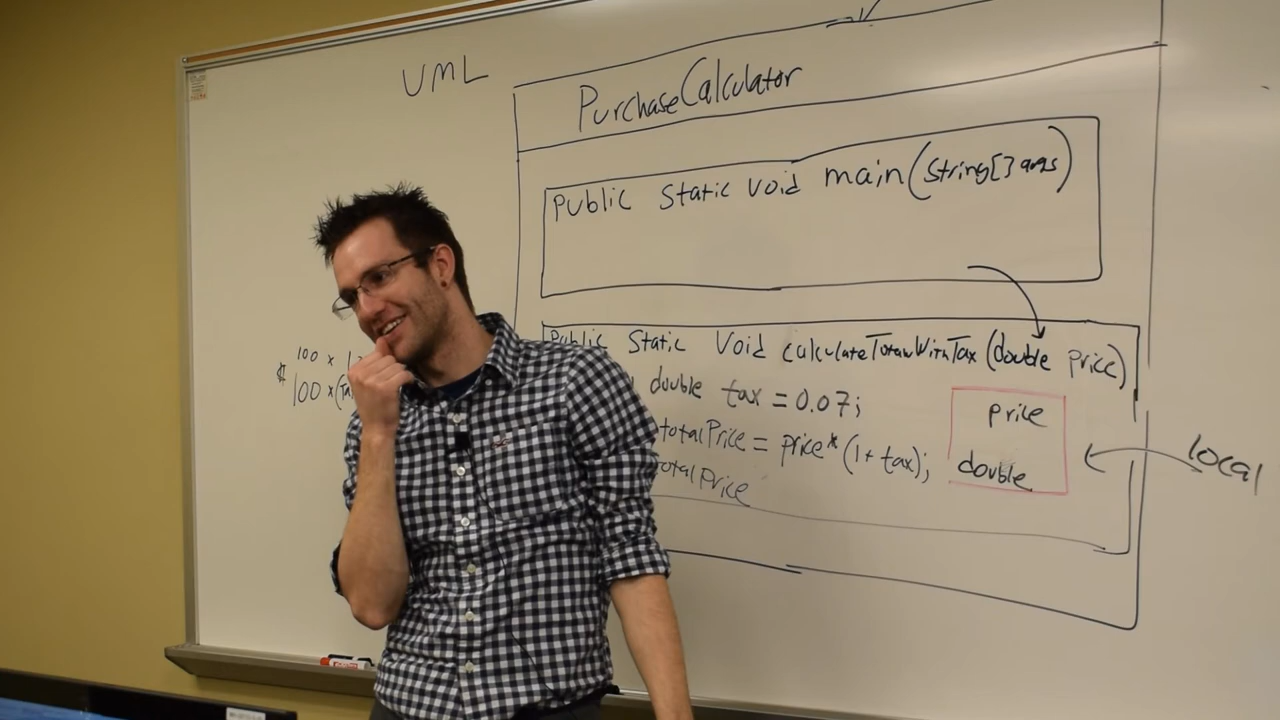 UML
PurchaseCalculator
public static void main(String[] args)
Public Static Void calculateTotalWithTax (double price)
double tax = 0.07;
totalPrice = price*(1+tax);
totalPrice
price
double
local
$
100 x
100 x (Ta